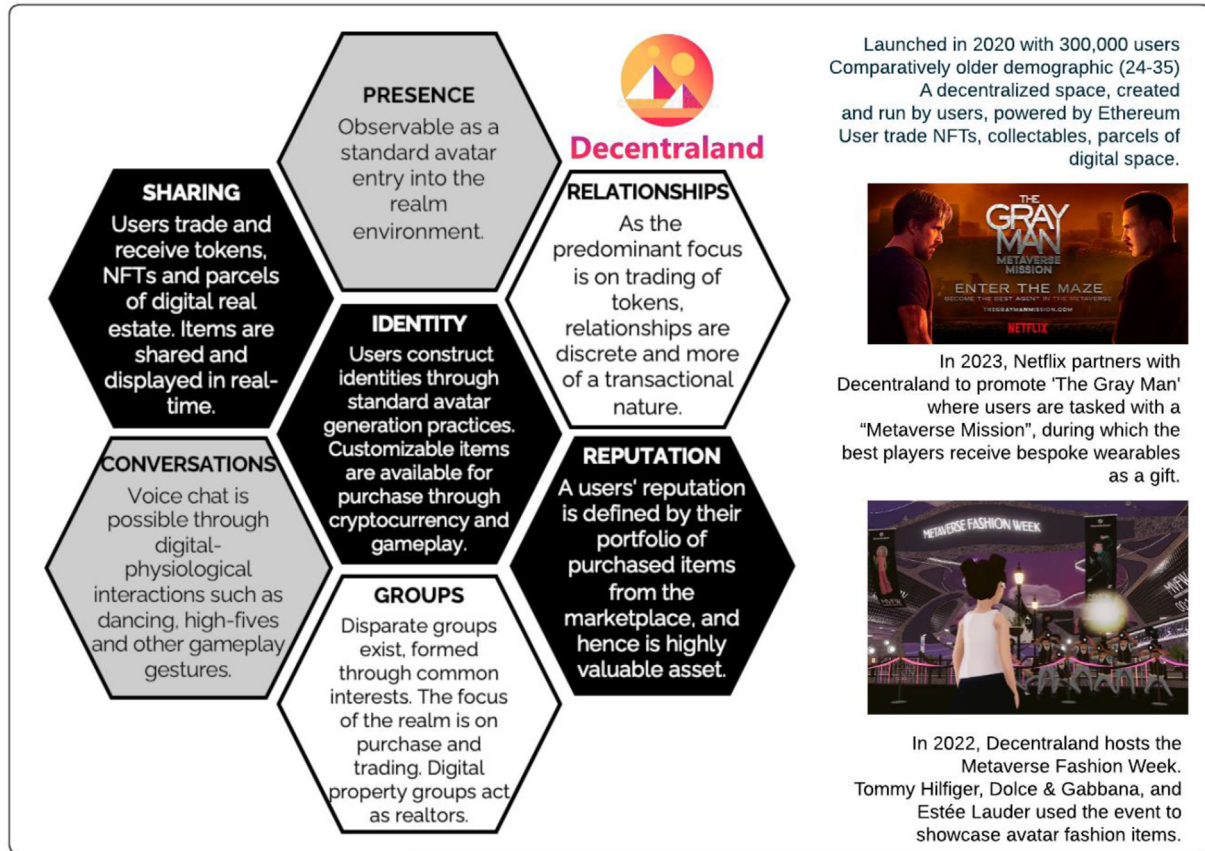 PRESENCE
Observable as a
standard avatar
entry into the
realm
environment.
Decentraland
SHARING
Users trade and
receive tokens,
NFTs and parcels
of digital real
estate. Items are
shared and
displayed in real-
time.
RELATIONSHIPS
As the
predominant focus
is on trading of
tokens,
relationships are
discrete and more
of a transactional
nature.
IDENTITY
Users construct
identities through
standard avatar
generation practices.
Customizable items
are available for
purchase through
cryptocurrency and
gameplay.
CONVERSATIONS
Voice chat is
possible through
digital-
physiological
interactions such as
dancing, high-fives
and other gameplay
gestures.
REPUTATION
A users' reputation
is defined by their
portfolio of
purchased items
from the
marketplace, and
hence is highly
valuable asset.
GROUPS
Disparate groups
exist, formed
through common
interests. The focus
of the realm is on
purchase and
trading. Digital
property groups act
as realtors.
Launched in 2020 with 300,000 users
Comparatively older demographic (24-35)
A decentralized space, created
and run by users, powered by Ethereum
User trade NFTs, collectables, parcels of
digital space.
THE
GRAY
MAN
METAVERSE
MISSION
ENTER THE MAZE
BECOME THE BEST AGENT IN THE METAVERSE
THEGRAYMANMISSION.COM
NETFLIX
In 2023, Netflix partners with
Decentraland to promote 'The Gray Man'
where users are tasked with a
“Metaverse Mission”, during which the
best players receive bespoke wearables
as a gift.
METAVERSE FASHION WEEK
MVFW
In 2022, Decentraland hosts the
Metaverse Fashion Week.
Tommy Hilfiger, Dolce & Gabbana, and
Estée Lauder used the event to
showcase avatar fashion items.